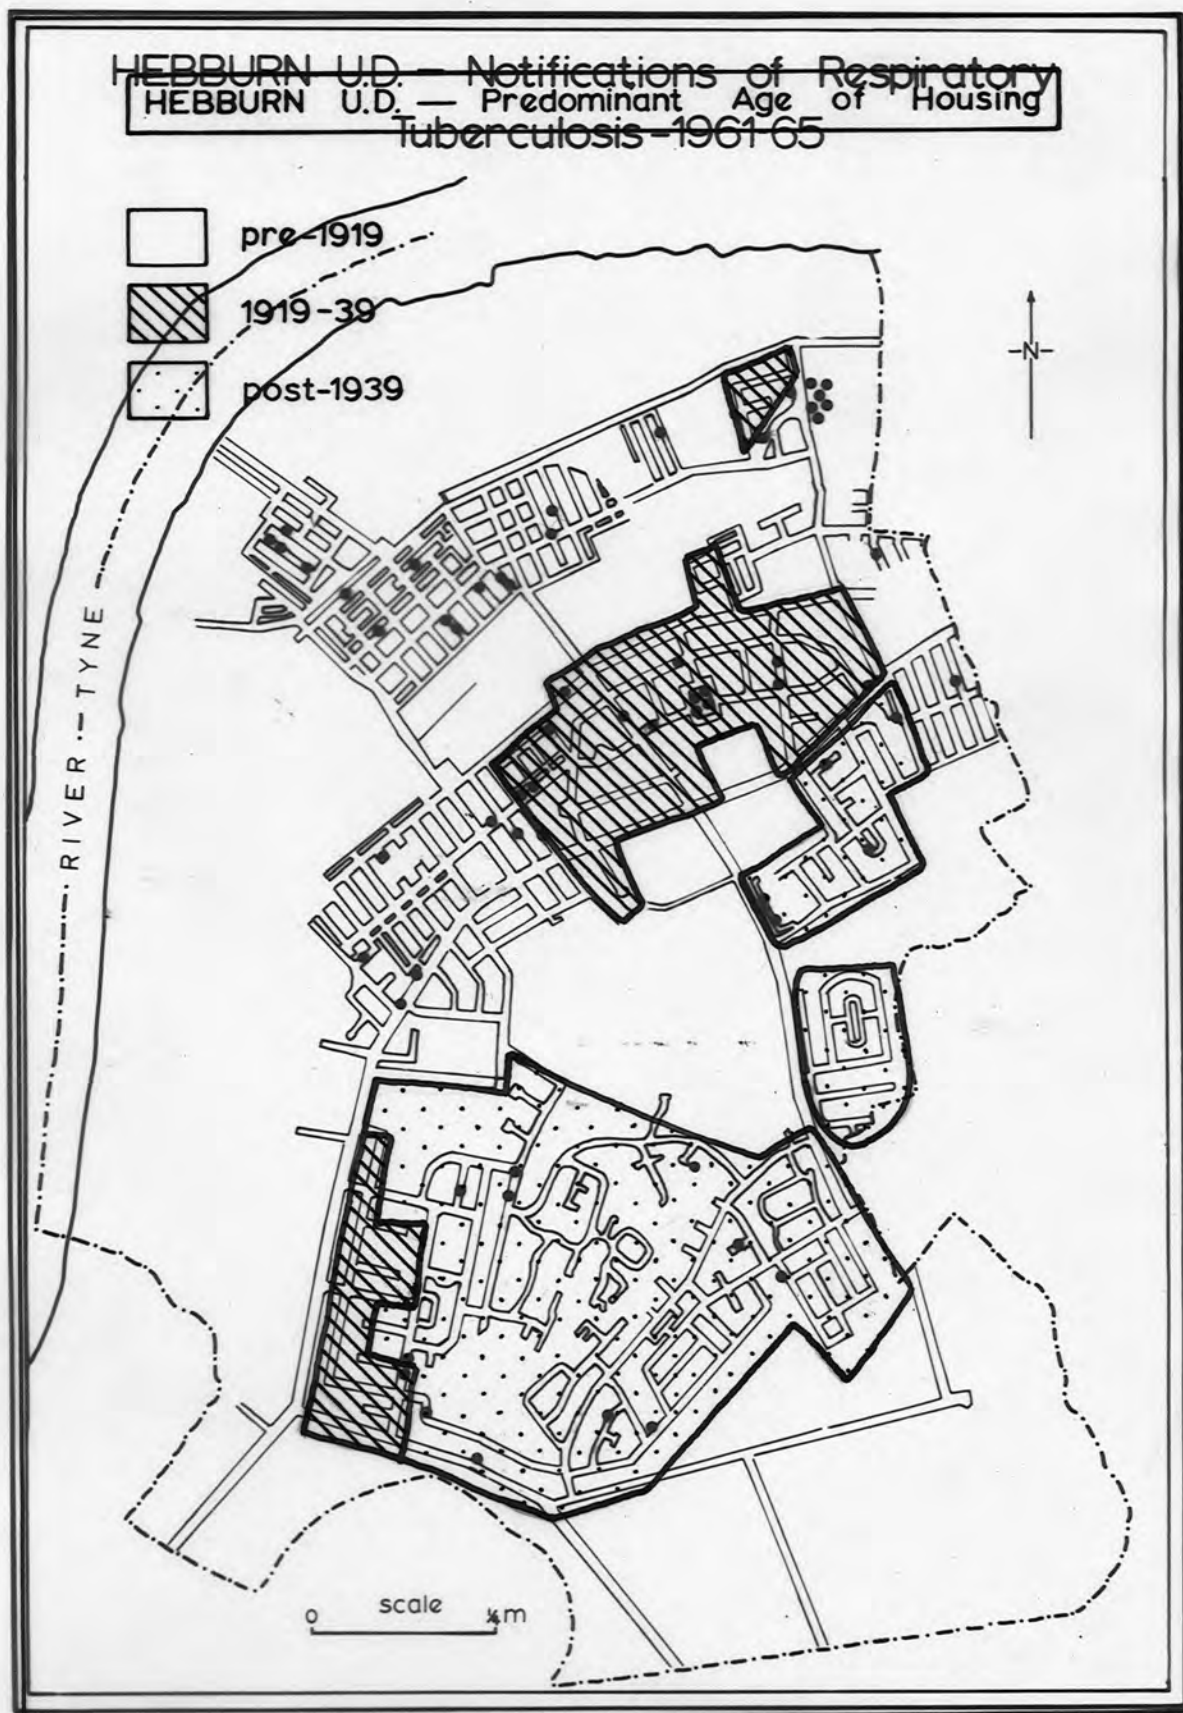 HEBBURN U.D. — Notifications of Respiratory
HEBBURN U.D. — Predominant Age of Housing
Tuberculosis - 1961-65
pre-1919
1919-39
post-1939
-N-
RIVER TYNE
scale
0 ¼m